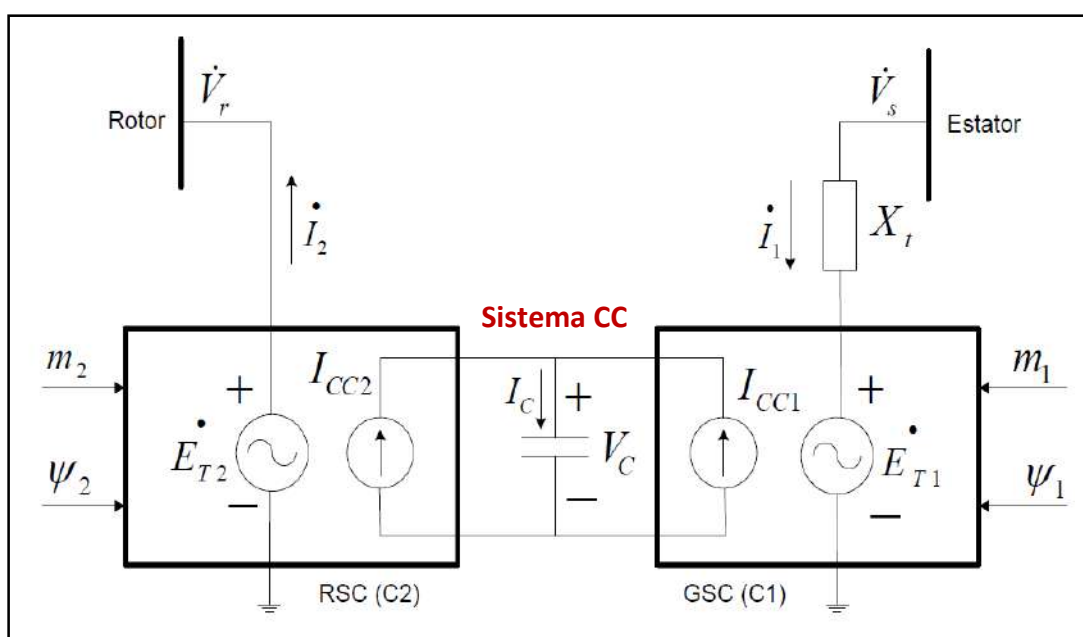 V̇r
Rotor
V̇s
Estator
İ2
İ1
Xt
Sistema CC
m2
ICC2
IC
+
VC
−
ICC1
m1
+
ĖT2
−
+
ĖT1
−
ψ2
ψ1
RSC (C2)
GSC (C1)